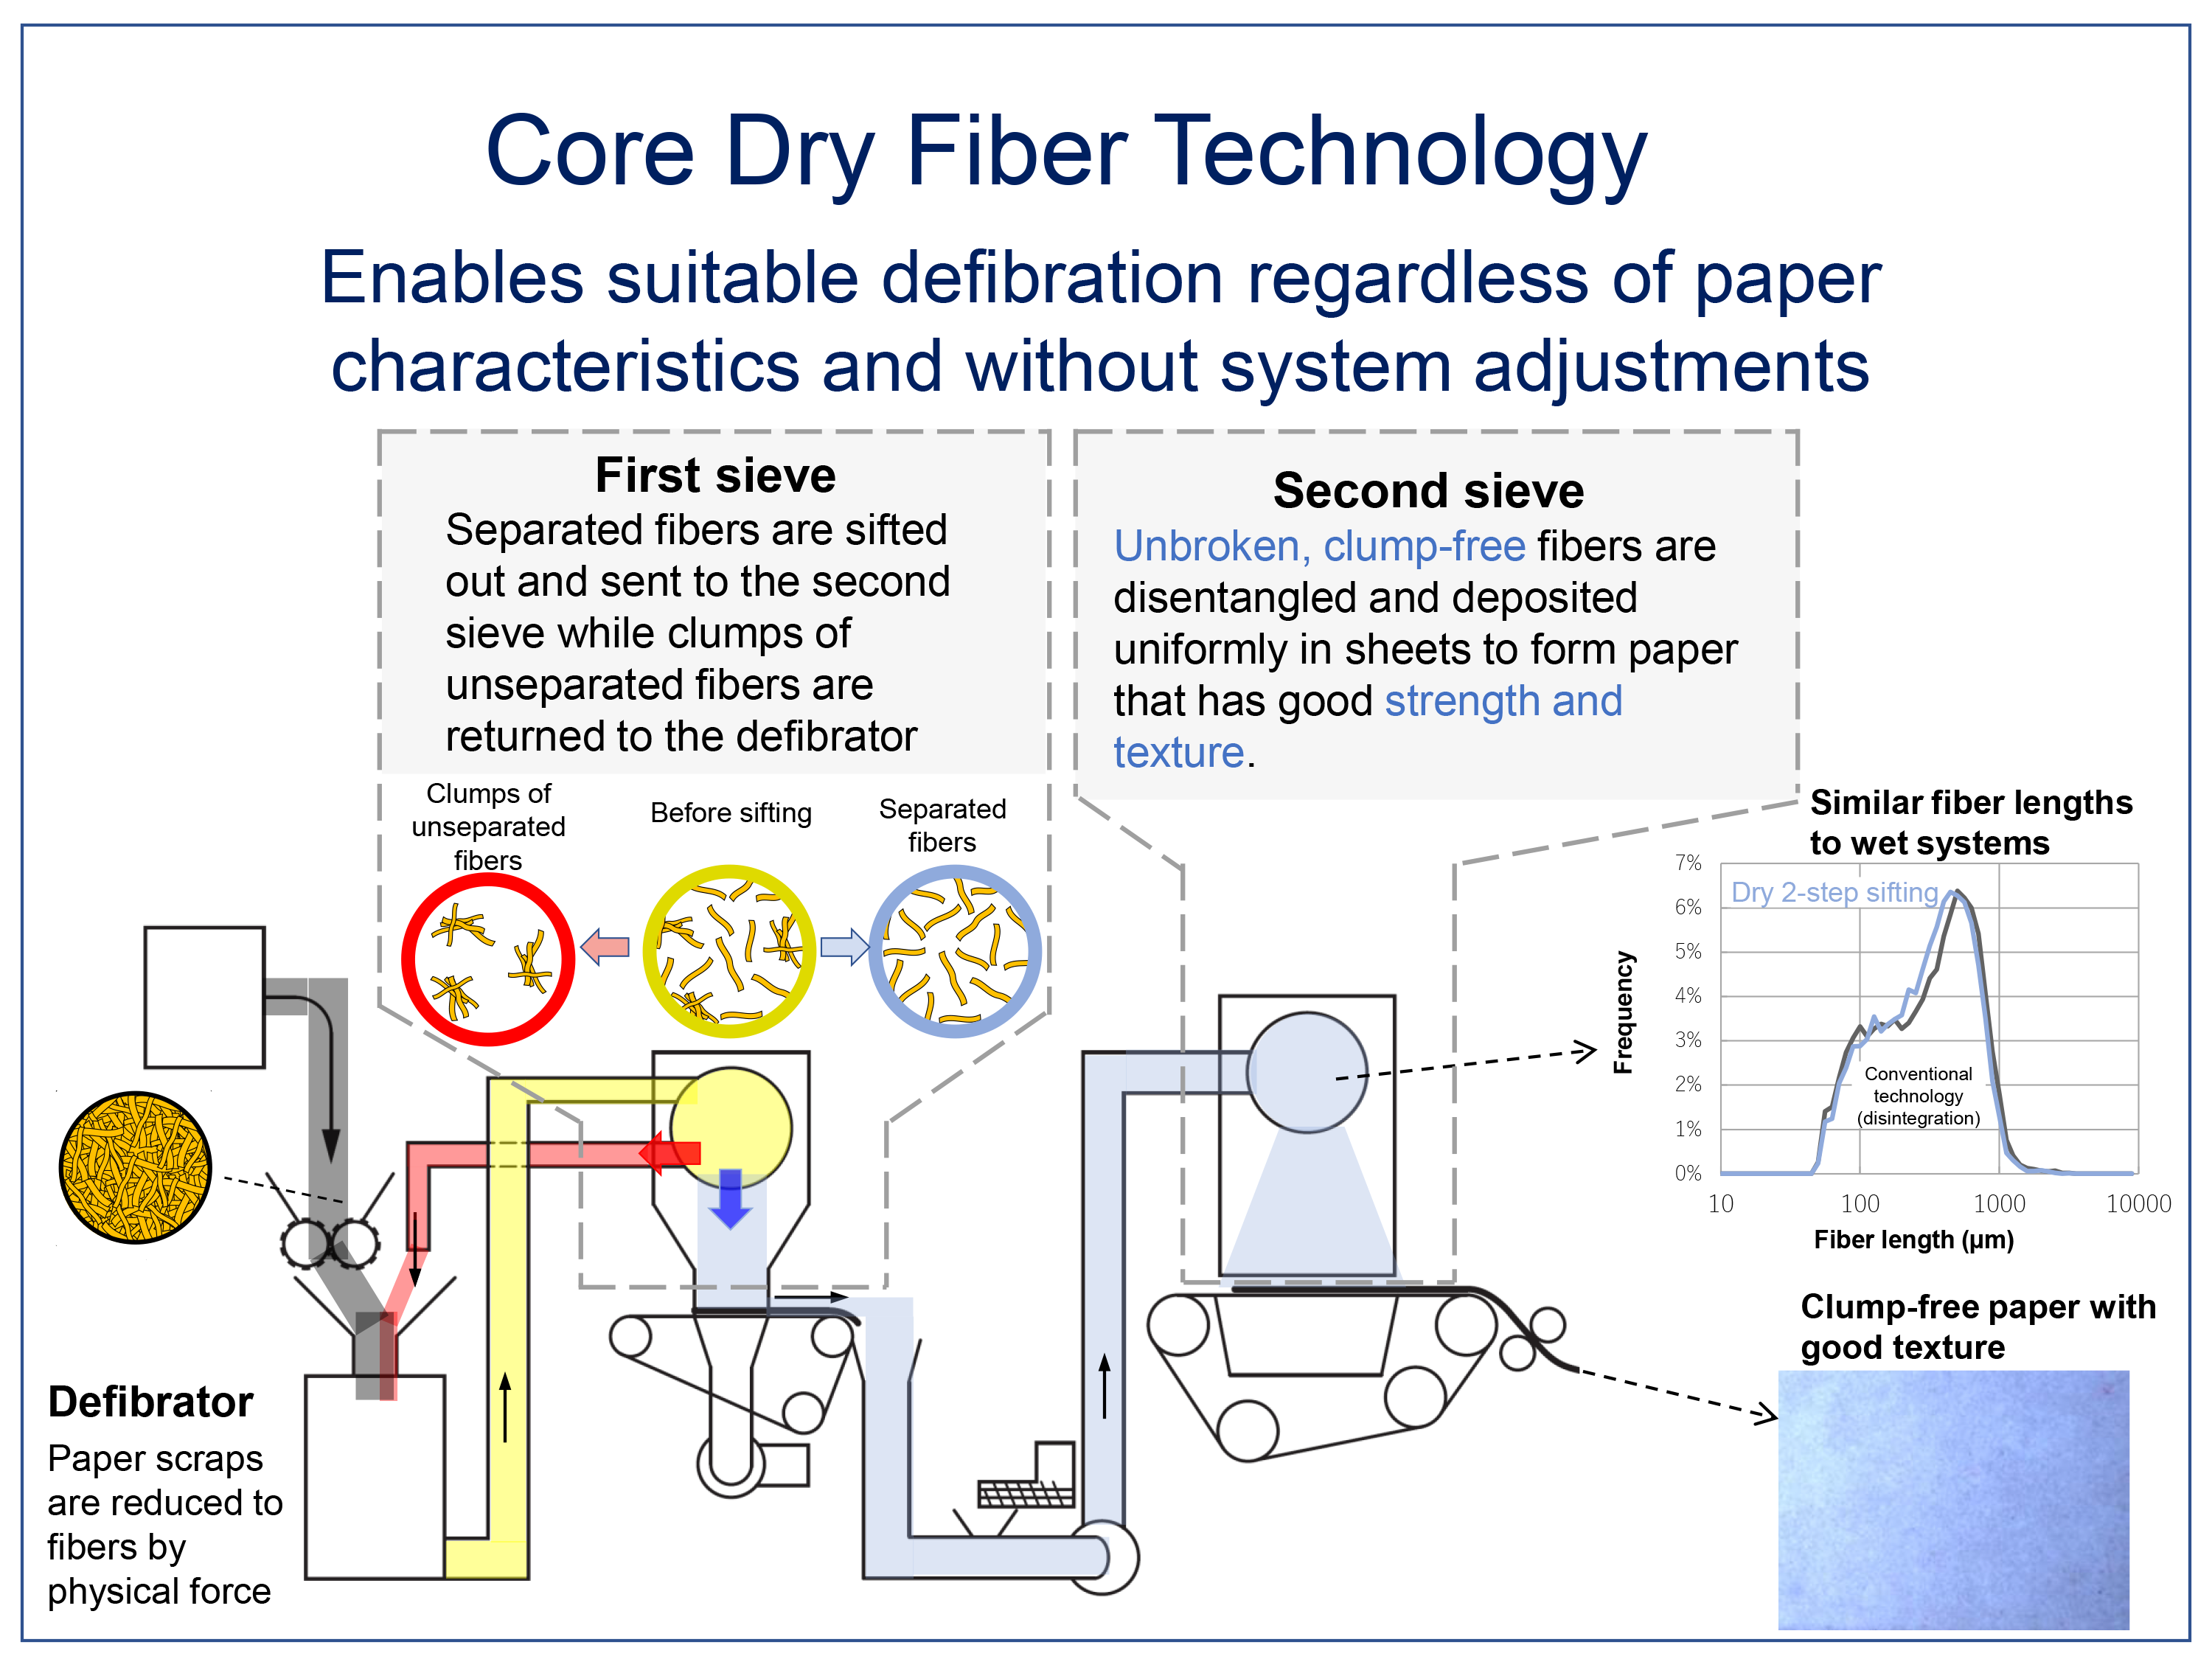 Core Dry Fiber Technology
Enables suitable defibration regardless of paper
characteristics and without system adjustments
First sieve
Separated fibers are sifted
out and sent to the second
sieve while clumps of
unseparated fibers are
returned to the defibrator
Second sieve
Unbroken, clump-free fibers are
disentangled and deposited
uniformly in sheets to form paper
that has good strength and
texture.
Clumps of
unseparated
fibers
Before sifting
Separated
fibers
Similar fiber lengths
to wet systems
7%
6%
5%
4%
3%
2%
1%
0%
Frequency
Dry 2-step sifting
Conventional
technology
(disintegration)
10
100
1000
10000
Fiber length (μm)
Clump-free paper with
good texture
Defibrator
Paper scraps
are reduced to
fibers by
physical force